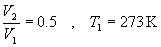 V₂/V₁ = 0.5 , T₁ = 273 K